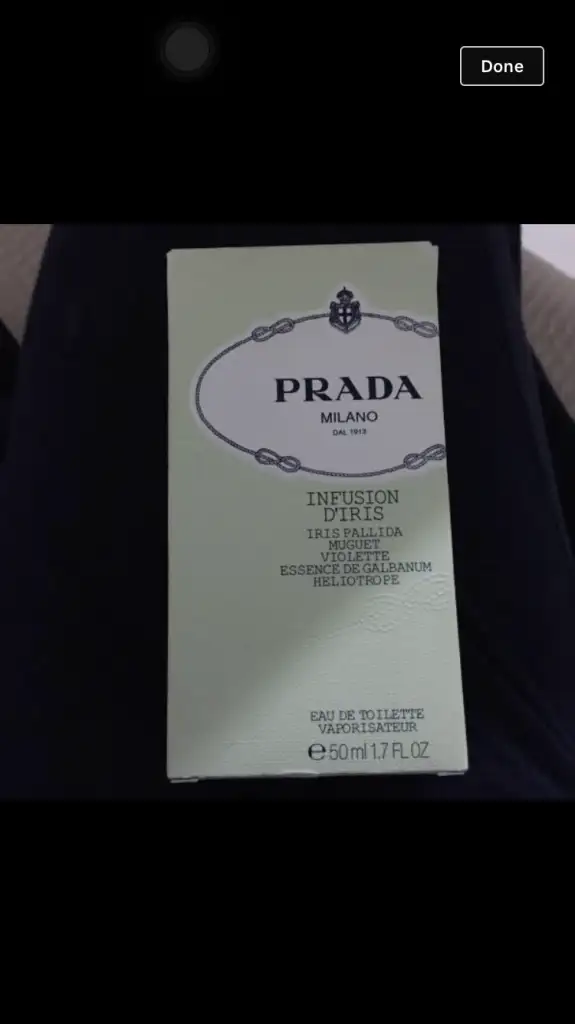 Done
PRADA
MILANO
DAL 1913
INFUSION
D'IRIS
IRIS PALLIDA
MUGUET
VIOLETTE
ESSENCE DE GALBANUM
HELIOTROPE
EAU DE TOILETTE
VAPORISATEUR
℮ 50 ml 1.7 FL OZ